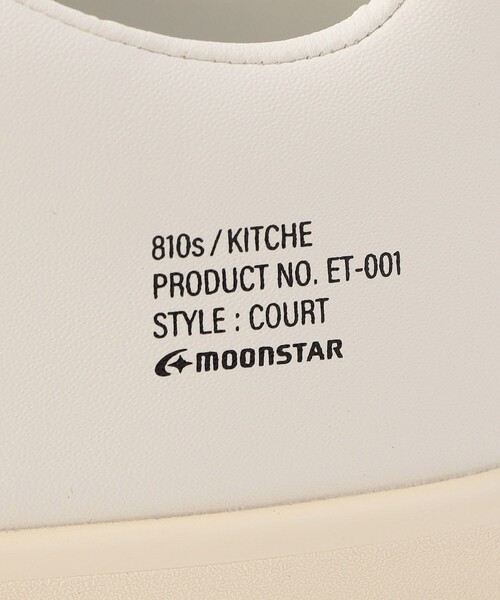 810s / KITCHE
PRODUCT NO. ET-001
STYLE : COURT
MOONSTAR